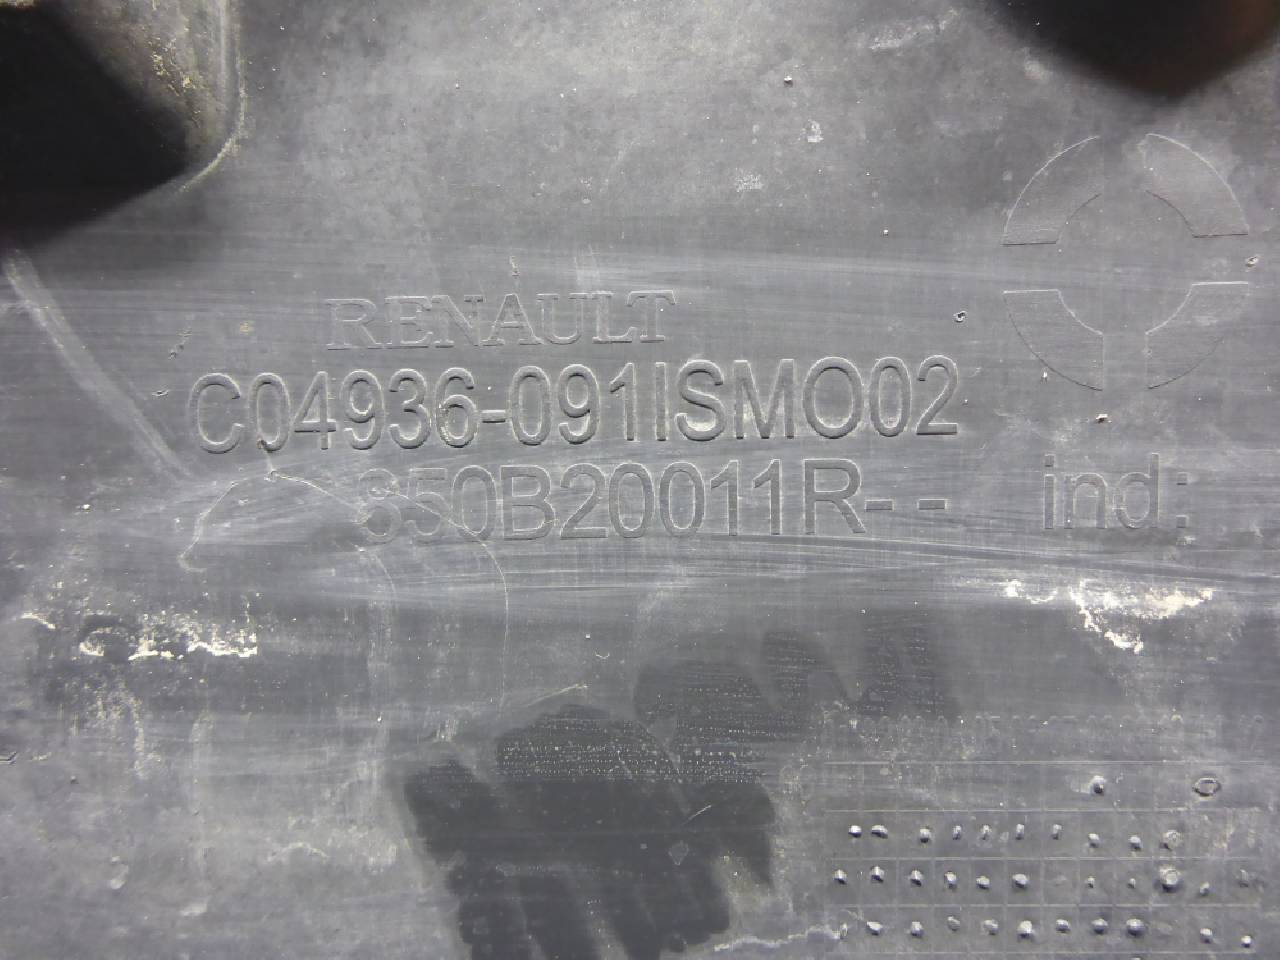 RENAULT
C04936-091ISMO02
850B20011R--
ind: